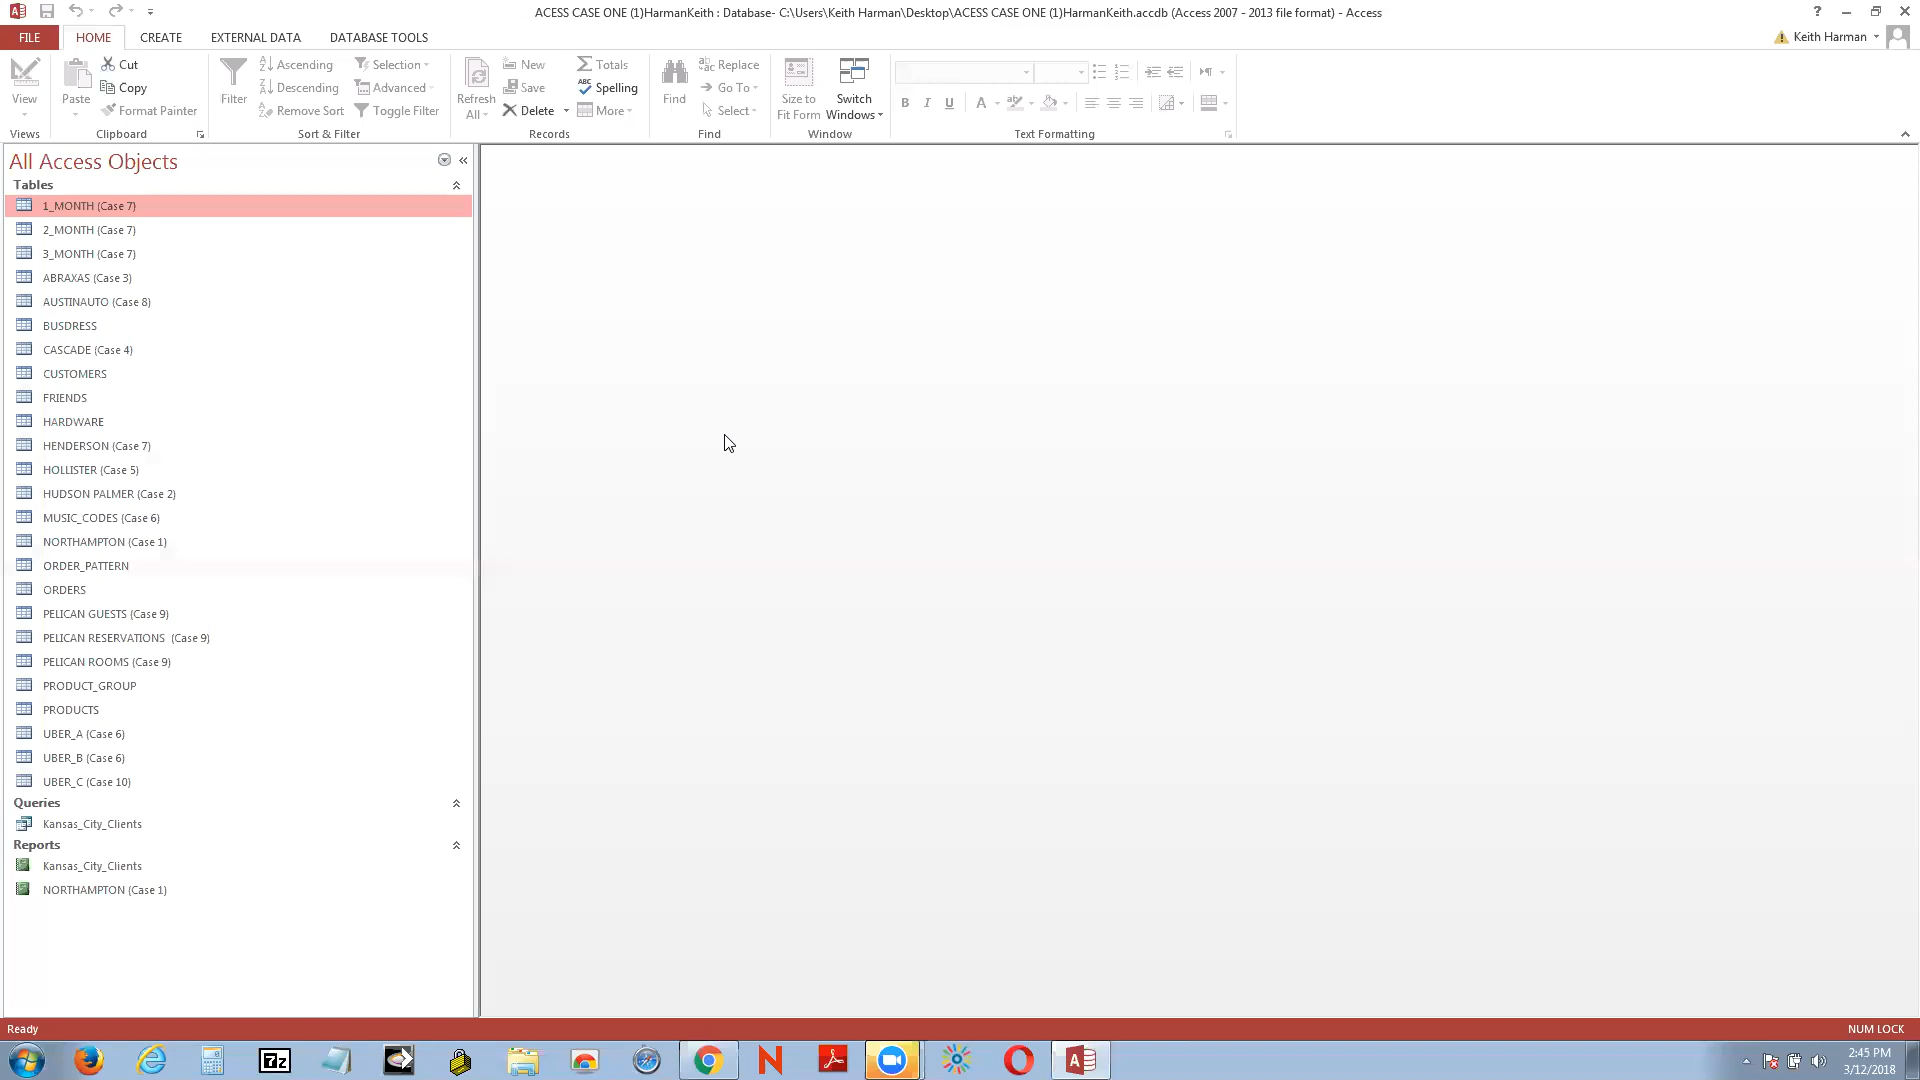 ACESS CASE ONE (1)HarmanKeith : Database- C:\Users\Keith Harman\Desktop\ACESS CASE ONE (1)HarmanKeith.accdb (Access 2007 - 2013 file format) - Access
FILE HOME CREATE EXTERNAL DATA DATABASE TOOLS Keith Harman
View
Views
Paste
Cut
Copy
Format Painter
Clipboard
Filter
Ascending
Descending
Remove Sort
Selection
Advanced
Toggle Filter
Sort & Filter
Refresh
All
New
Save
Delete
Totals
Spelling
More
Records
Find
Replace
Go To
Select
Find
Size to
Fit Form
Switch
Windows
Window
B I U A
Text Formatting
All Access Objects
Tables
1_MONTH (Case 7)
2_MONTH (Case 7)
3_MONTH (Case 7)
ABRAXAS (Case 3)
AUSTINAUTO (Case 8)
BUSDRESS
CASCADE (Case 4)
CUSTOMERS
FRIENDS
HARDWARE
HENDERSON (Case 7)
HOLLISTER (Case 5)
HUDSON PALMER (Case 2)
MUSIC_CODES (Case 6)
NORTHAMPTON (Case 1)
ORDER_PATTERN
ORDERS
PELICAN GUESTS (Case 9)
PELICAN RESERVATIONS  (Case 9)
PELICAN ROOMS (Case 9)
PRODUCT_GROUP
PRODUCTS
UBER_A (Case 6)
UBER_B (Case 6)
UBER_C (Case 10)
Queries
Kansas_City_Clients
Reports
Kansas_City_Clients
NORTHAMPTON (Case 1)
Ready NUM LOCK
7z
2:45 PM
3/12/2018